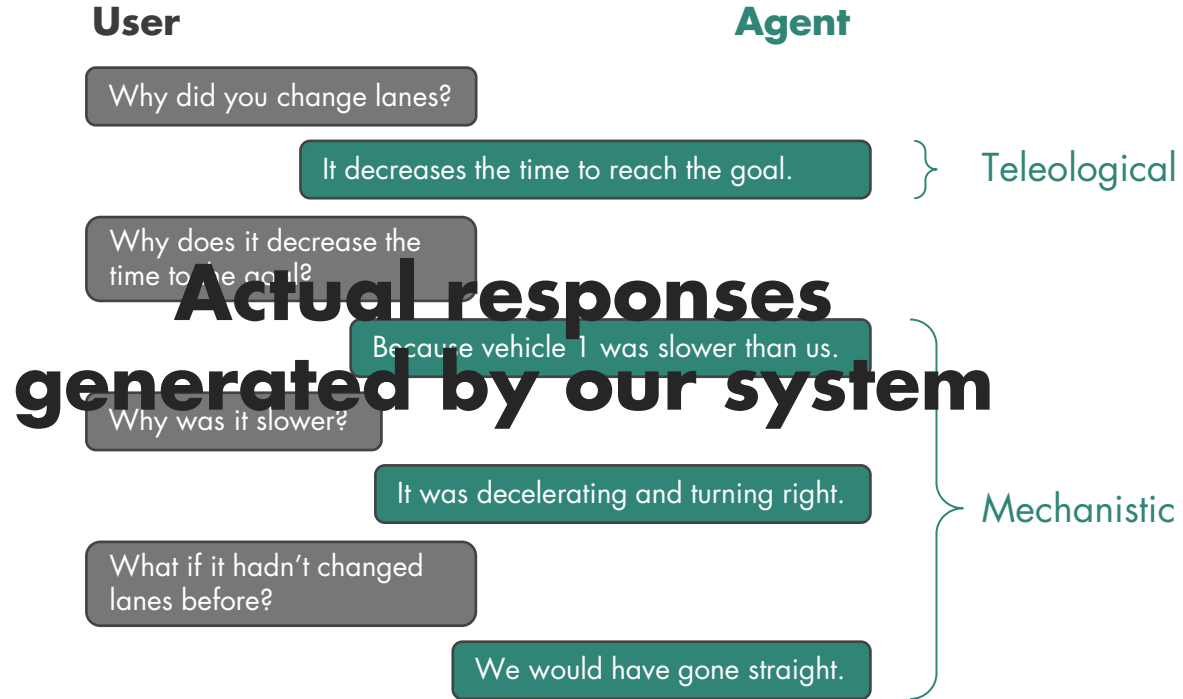 User
Agent
Why did you change lanes?
It decreases the time to reach the goal.
Teleological
Why does it decrease the
time to the goal?
Actual responses
generated by our system
Because vehicle 1 was slower than us.
Why was it slower?
It was decelerating and turning right.
Mechanistic
What if it hadn't changed
lanes before?
We would have gone straight.